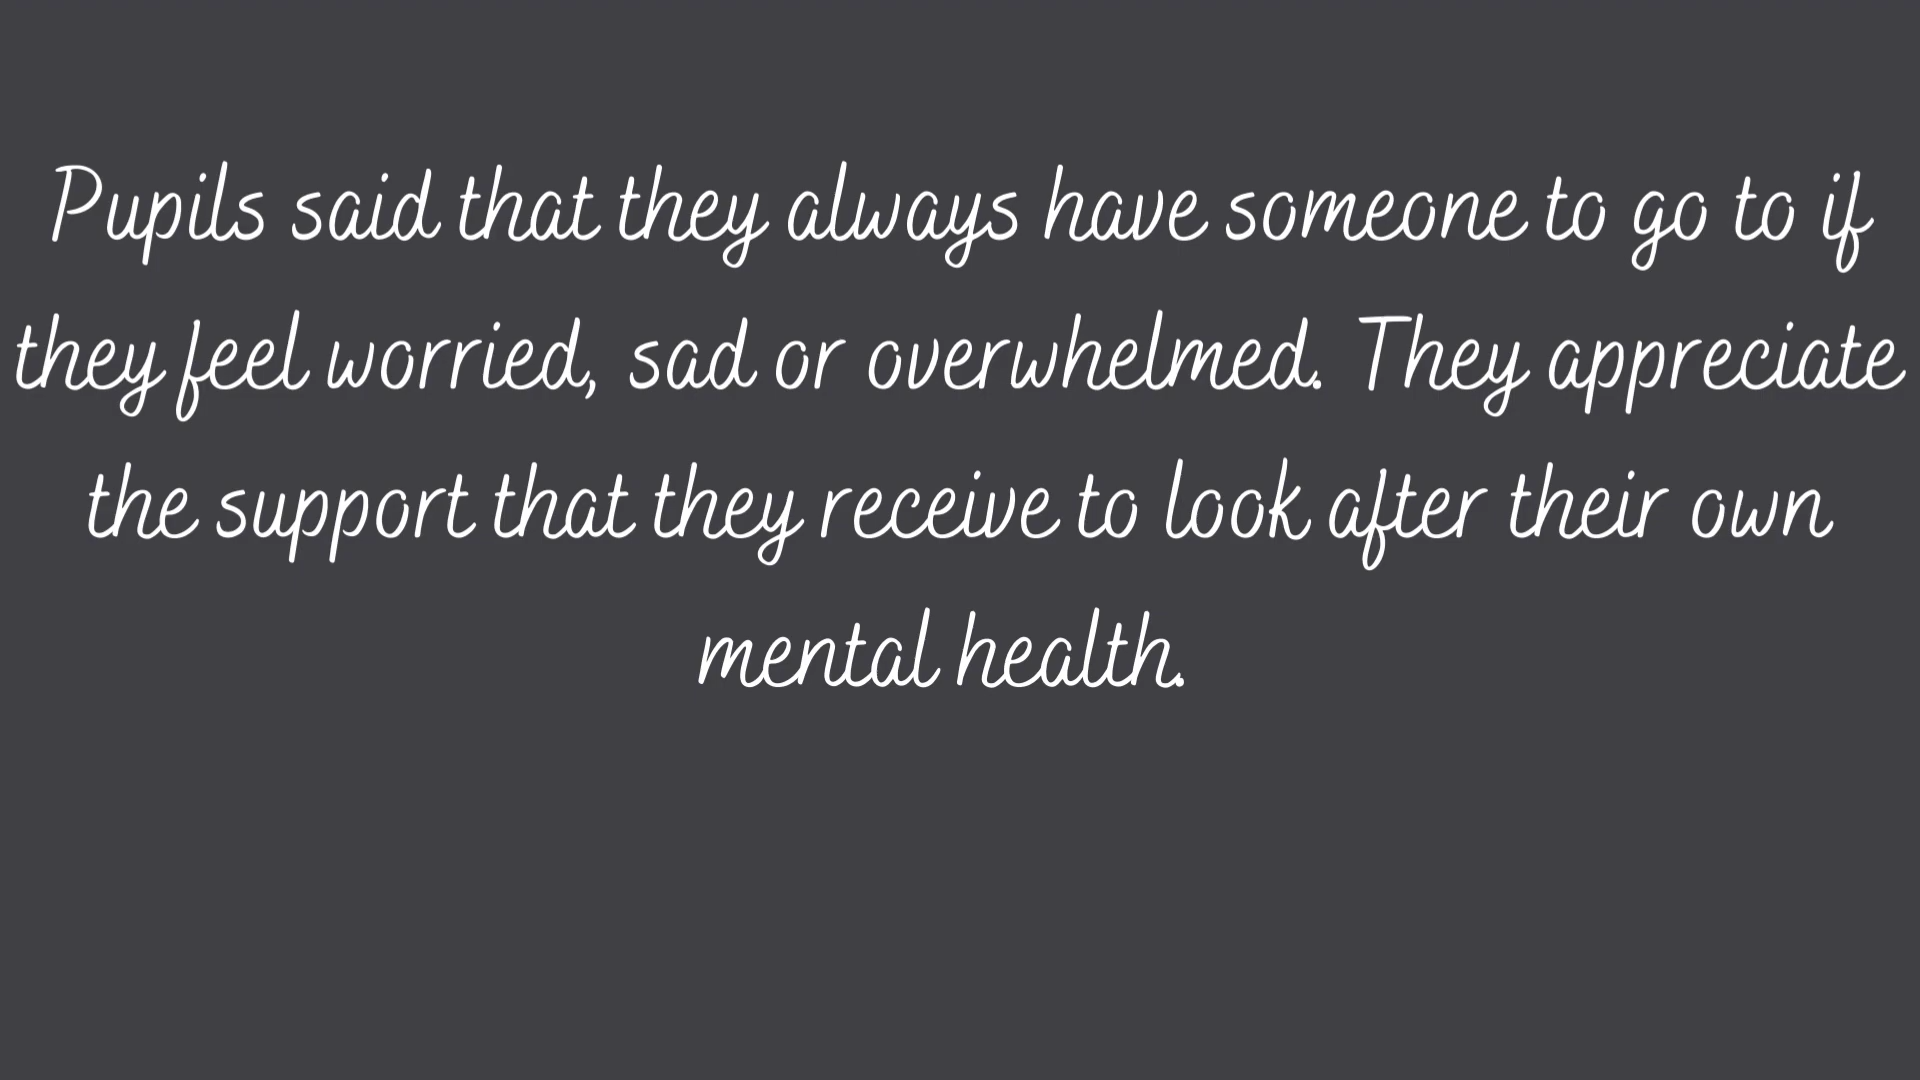 Pupils said that they always have someone to go to if
they feel worried, sad or overwhelmed. They appreciate
the support that they receive to look after their own
mental health.